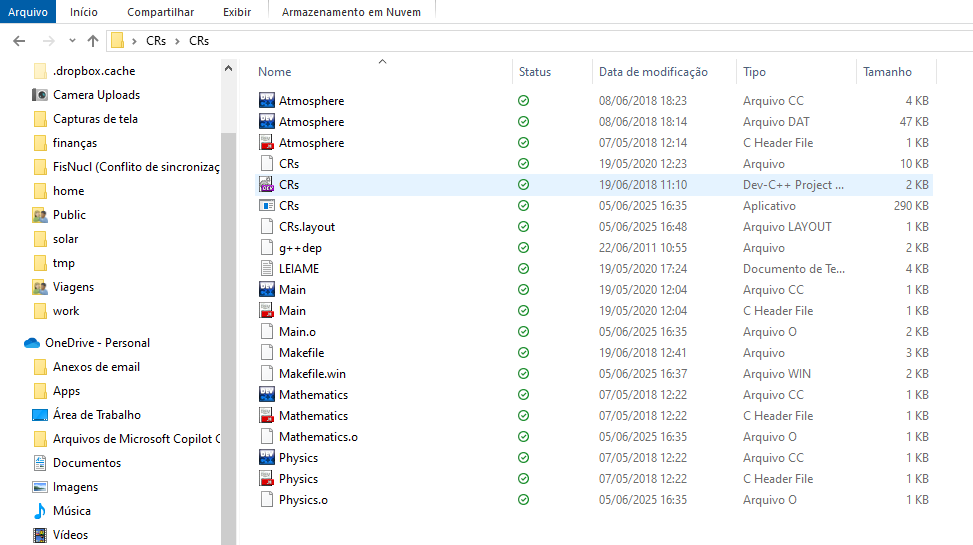 Arquivo Início Compartilhar Exibir Armazenamento em Nuvem
CRs CRs
.dropbox.cache
Camera Uploads
Capturas de tela
finanças
FisNucl (Conflito de sincronizaç
home
Public
solar
tmp
Viagens
work
OneDrive - Personal
Anexos de email
Apps
Área de Trabalho
Arquivos de Microsoft Copilot C
Documentos
Imagens
Música
Vídeos
Nome Status Data de modificação Tipo Tamanho
Atmosphere 08/06/2018 18:23 Arquivo CC 4 KB
Atmosphere 08/06/2018 18:14 Arquivo DAT 47 KB
Atmosphere 07/05/2018 12:14 C Header File 1 KB
CRs 19/05/2020 12:23 Arquivo 10 KB
CRs 19/06/2018 11:10 Dev-C++ Project ... 2 KB
CRs 05/06/2025 16:35 Aplicativo 290 KB
CRs.layout 05/06/2025 16:48 Arquivo LAYOUT 1 KB
g++dep 22/06/2011 10:55 Arquivo 2 KB
LEIAME 19/05/2020 17:24 Documento de Te... 4 KB
Main 19/05/2020 12:04 Arquivo CC 1 KB
Main 19/05/2020 12:04 C Header File 1 KB
Main.o 05/06/2025 16:35 Arquivo O 2 KB
Makefile 19/06/2018 12:41 Arquivo 3 KB
Makefile.win 05/06/2025 16:37 Arquivo WIN 2 KB
Mathematics 07/05/2018 12:22 Arquivo CC 1 KB
Mathematics 07/05/2018 12:22 C Header File 1 KB
Mathematics.o 05/06/2025 16:35 Arquivo O 1 KB
Physics 07/05/2018 12:22 Arquivo CC 1 KB
Physics 07/05/2018 12:22 C Header File 1 KB
Physics.o 05/06/2025 16:35 Arquivo O 1 KB